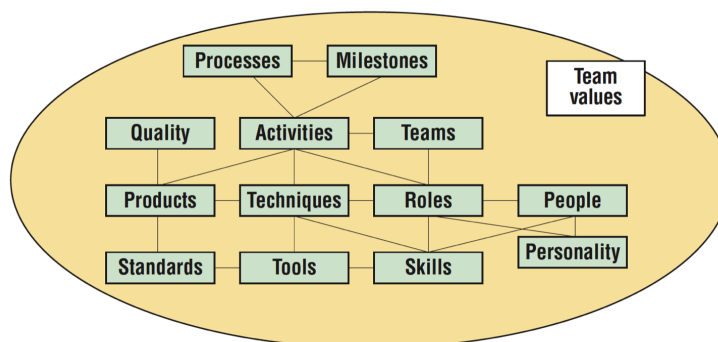 Processes
Milestones
Team
values
Quality
Activities
Teams
Products
Techniques
Roles
People
Personality
Standards
Tools
Skills